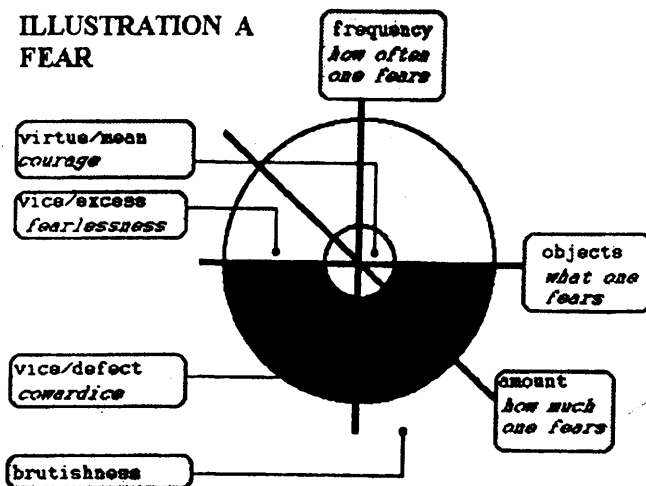 ILLUSTRATION A
FEAR
frequency
how often
one fears
virtue/mean
courage
vice/excess
fearlessness
objects
what one
fears
vice/defect
cowardice
amount
how much
one fears
brutishness